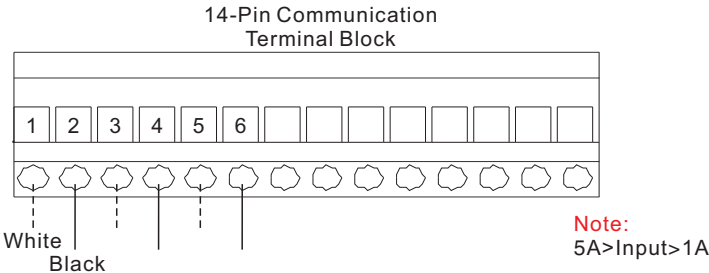 14-Pin Communication
Terminal Block
1 2 3 4 5 6
White
Black
Note:
5A>Input>1A